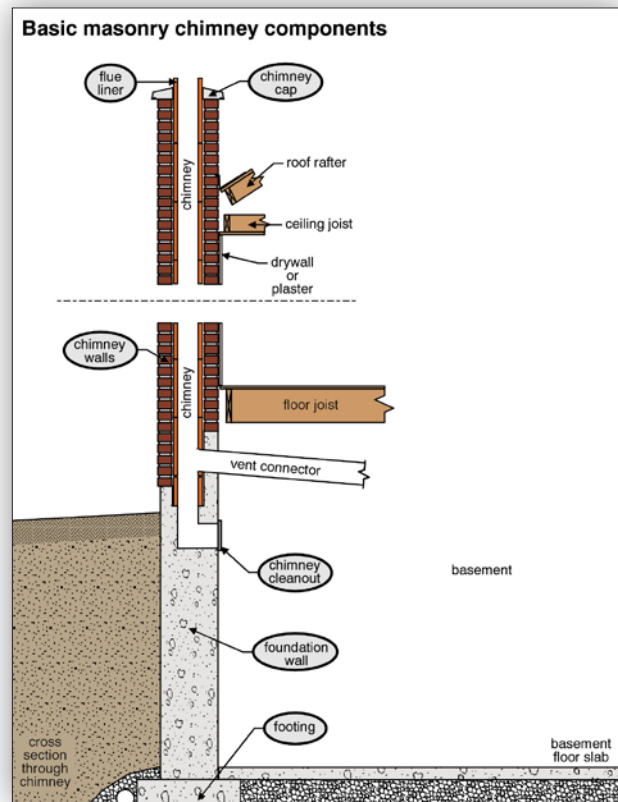 Basic masonry chimney components
flue
liner
chimney
cap
chimney
roof rafter
ceiling joist
drywall
or
plaster
chimney
walls
chimney
floor joist
vent connector
chimney
cleanout
basement
foundation
wall
footing
cross
section
through
chimney
basement
floor slab